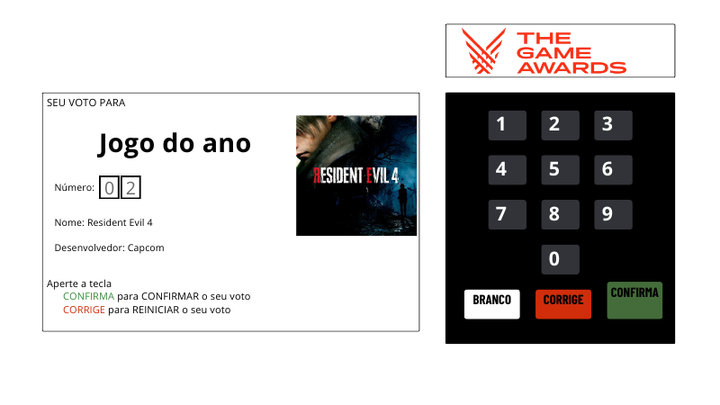 THE
GAME
AWARDS
SEU VOTO PARA
Jogo do ano
Número: 0 2
Nome: Resident Evil 4
Desenvolvedor: Capcom
RESIDENT EVIL 4
Aperte a tecla
CONFIRMA para CONFIRMAR o seu voto
CORRIGE para REINICIAR o seu voto
1 2 3
4 5 6
7 8 9
0
BRANCO CORRIGE CONFIRMA